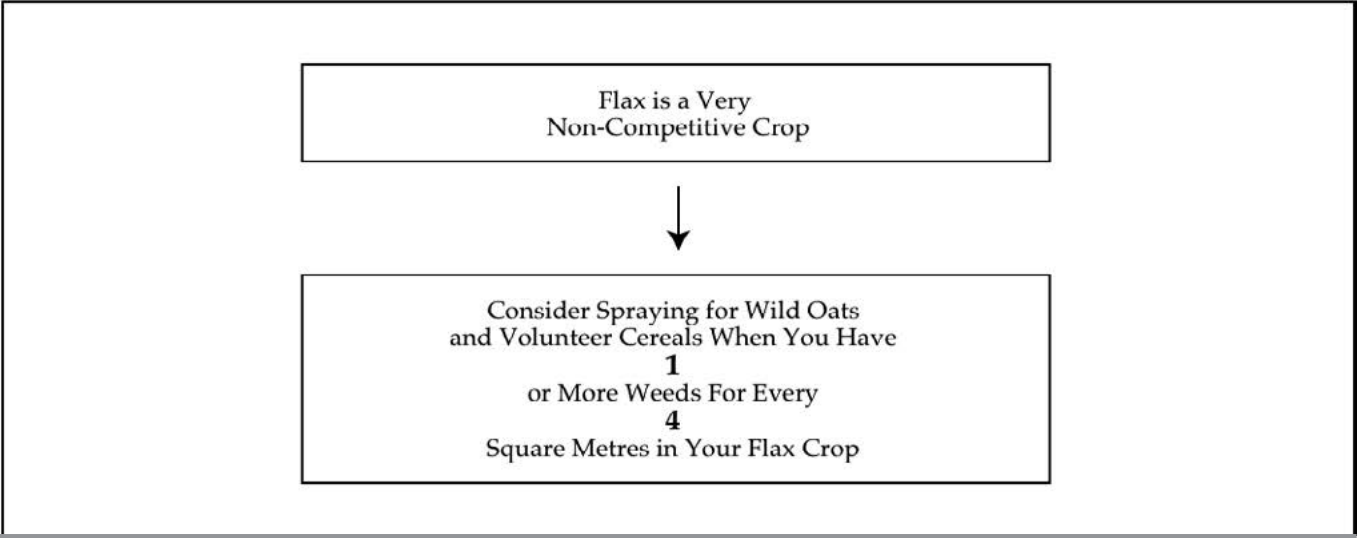 Flax is a Very
Non-Competitive Crop
Consider Spraying for Wild Oats
and Volunteer Cereals When You Have
1
or More Weeds For Every
4
Square Metres in Your Flax Crop